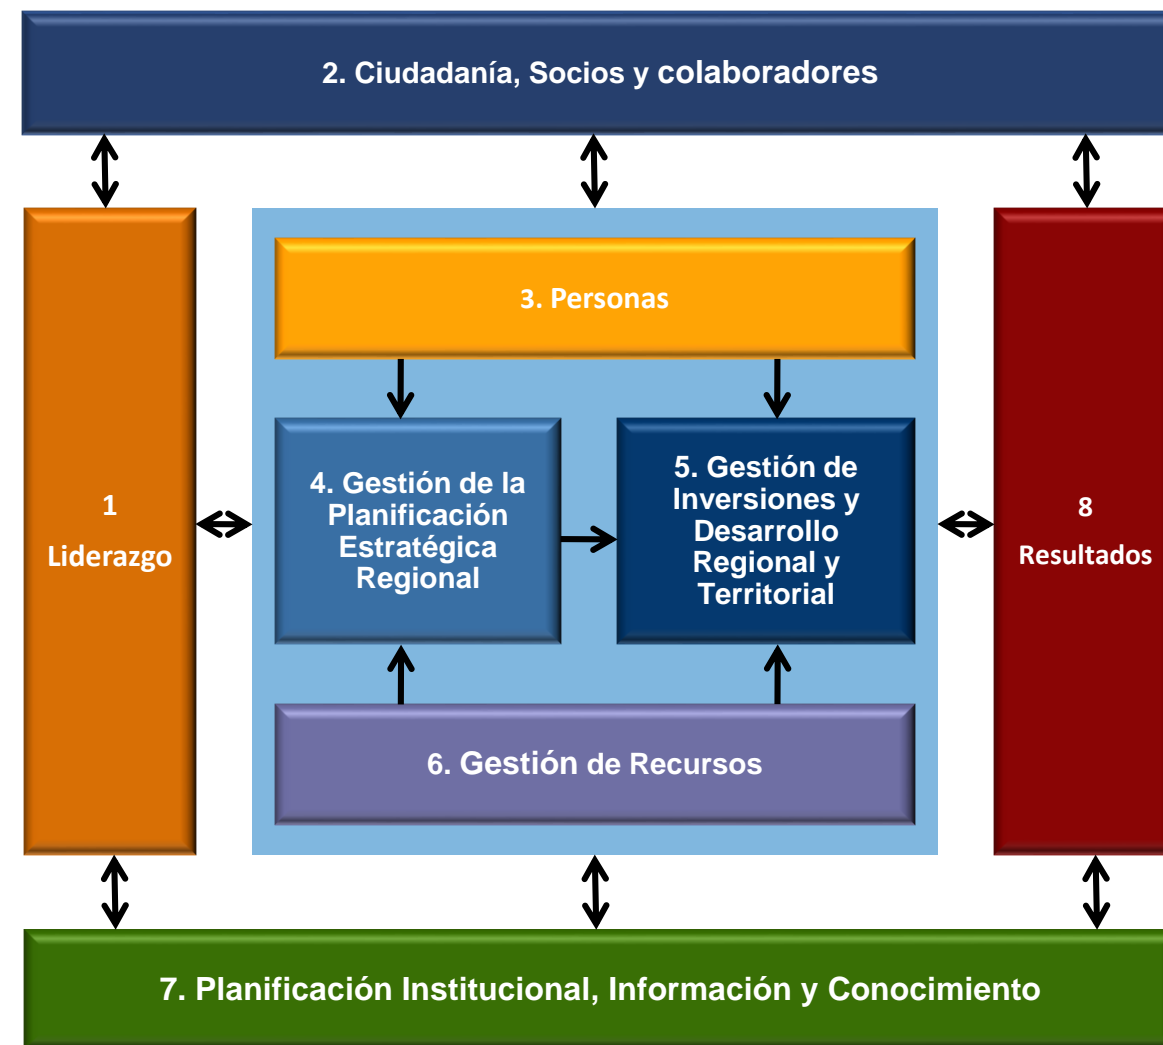 2. Ciudadanía, Socios y colaboradores
3. Personas
1
Liderazgo
4. Gestión de la
Planificación
Estratégica
Regional
5. Gestión de
Inversiones y
Desarrollo
Regional y
Territorial
8
Resultados
6. Gestión de Recursos
7. Planificación Institucional, Información y Conocimiento